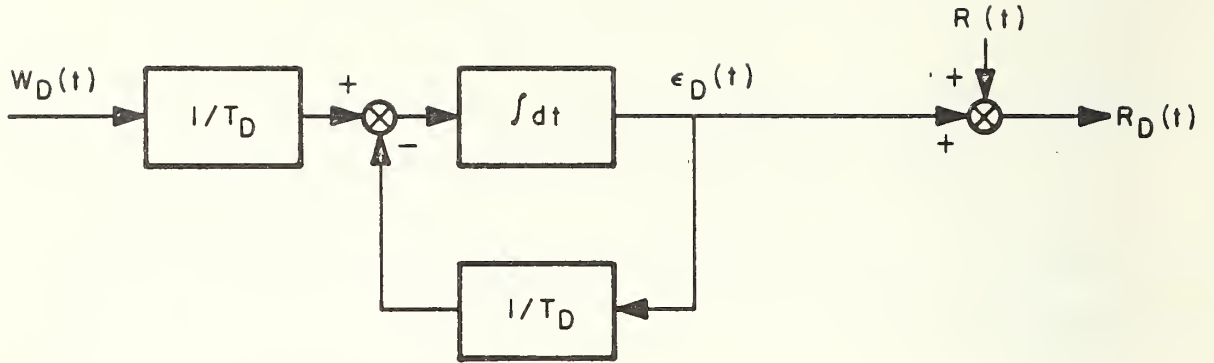 R(t)
W_D(t)
1/T_D
+
−
∫dt
ϵ_D(t)
+
+
R_D(t)
1/T_D